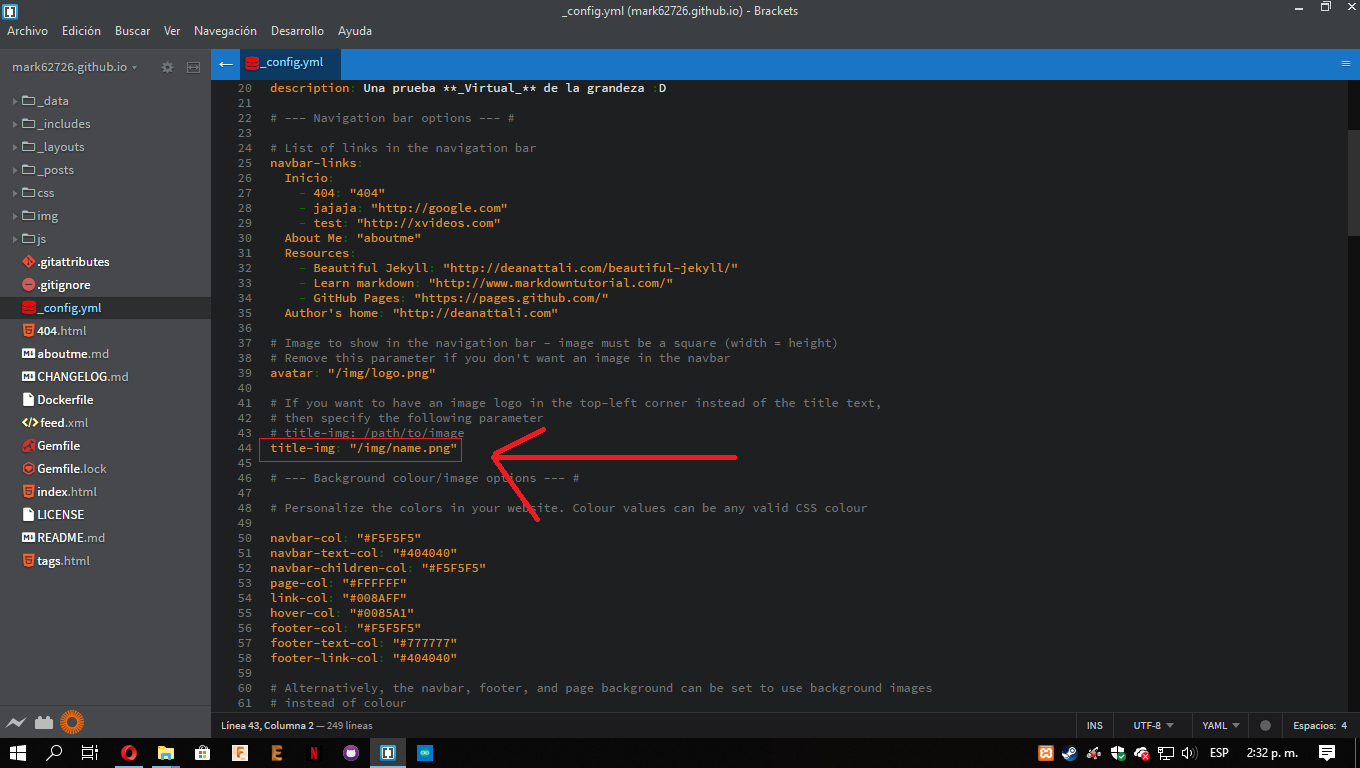 _config.yml (mark62726.github.io) - Brackets
Archivo Edición Buscar Ver Navegación Desarrollo Ayuda
mark62726.github.io
_data
_includes
_layouts
_posts
css
img
js
.gitattributes
.gitignore
_config.yml
404.html
aboutme.md
CHANGELOG.md
Dockerfile
feed.xml
Gemfile
Gemfile.lock
index.html
LICENSE
README.md
tags.html
_config.yml
20 description: Una prueba **_Virtual_** de la grandeza :D
21
22 # --- Navigation bar options --- #
23
24 # List of links in the navigation bar
25 navbar-links:
26 Inicio:
27 - 404: "404"
28 - jajaja: "http://google.com"
29 - test: "http://xvideos.com"
30 About Me: "aboutme"
31 Resources:
32 - Beautiful Jekyll: "http://deanattali.com/beautiful-jekyll/"
33 - Learn markdown: "http://www.markdowntutorial.com/"
34 - GitHub Pages: "https://pages.github.com/"
35 Author's home: "http://deanattali.com"
36
37 # Image to show in the navigation bar - image must be a square (width = height)
38 # Remove this parameter if you don't want an image in the navbar
39 avatar: "/img/logo.png"
40
41 # If you want to have an image logo in the top-left corner instead of the title text,
42 # then specify the following parameter
43 # title-img: /path/to/image
44 title-img: "/img/name.png"
45
46 # --- Background colour/image options --- #
47
48 # Personalize the colors in your website. Colour values can be any valid CSS colour
49
50 navbar-col: "#F5F5F5"
51 navbar-text-col: "#404040"
52 navbar-children-col: "#F5F5F5"
53 page-col: "#FFFFFF"
54 link-col: "#008AFF"
55 hover-col: "#0085A1"
56 footer-col: "#F5F5F5"
57 footer-text-col: "#777777"
58 footer-link-col: "#404040"
59
60 # Alternatively, the navbar, footer, and page background can be set to use background images
61 # instead of colour
Línea 43, Columna 2 — 249 líneas INS UTF-8 YAML Espacios: 4
ESP 2:32 p. m.